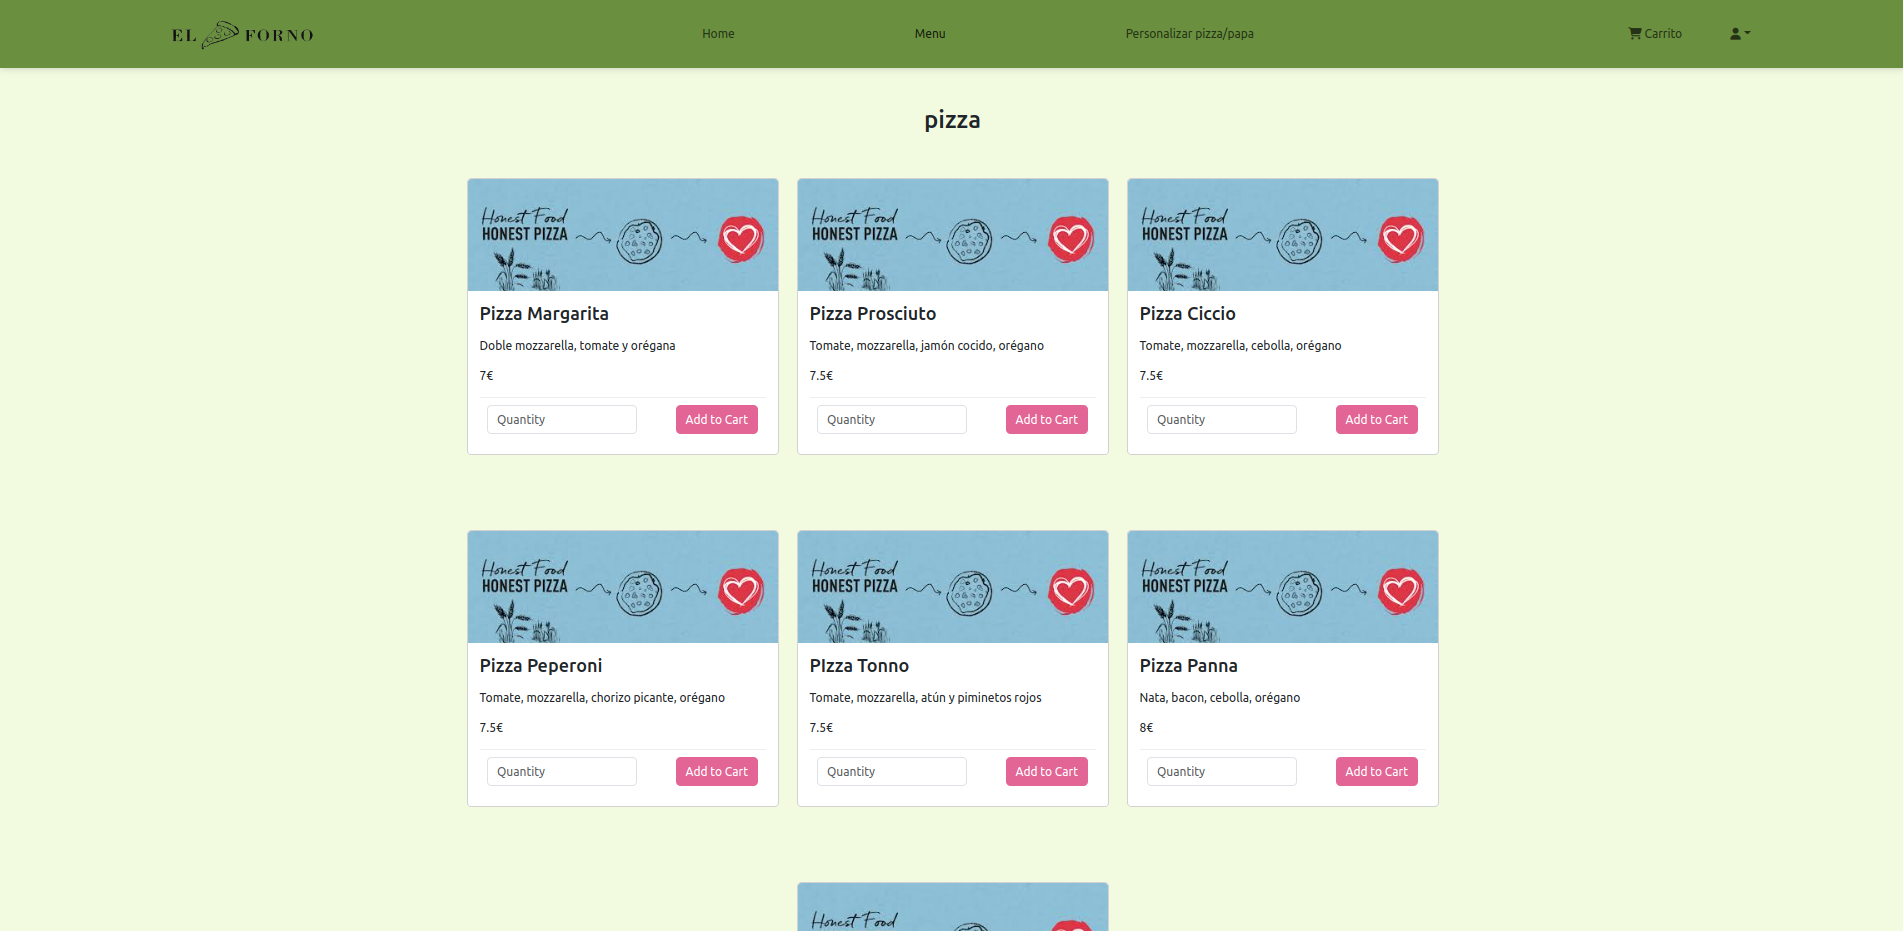 EL FORNO
Home
Menu
Personalizar pizza/papa
Carrito
pizza
Honest Food
HONEST PIZZA
Honest Food
HONEST PIZZA
Honest Food
HONEST PIZZA
Pizza Margarita
Pizza Prosciuto
Pizza Ciccio
Doble mozzarella, tomate y orégana
Tomate, mozzarella, jamón cocido, orégano
Tomate, mozzarella, cebolla, orégano
7€
7.5€
7.5€
Quantity
Add to Cart
Quantity
Add to Cart
Quantity
Add to Cart
Honest Food
HONEST PIZZA
Honest Food
HONEST PIZZA
Honest Food
HONEST PIZZA
Pizza Peperoni
PIzza Tonno
Pizza Panna
Tomate, mozzarella, chorizo picante, orégano
Tomate, mozzarella, atún y piminetos rojos
Nata, bacon, cebolla, orégano
7.5€
7.5€
8€
Quantity
Add to Cart
Quantity
Add to Cart
Quantity
Add to Cart
Honest Food